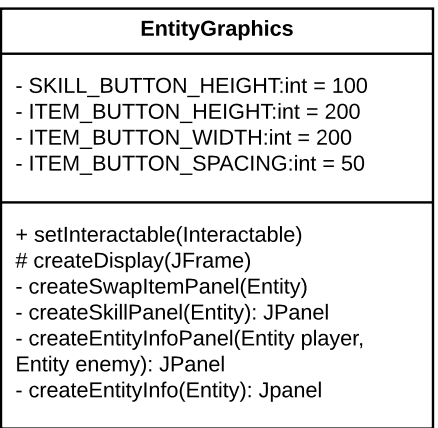 EntityGraphics
- SKILL_BUTTON_HEIGHT:int = 100
- ITEM_BUTTON_HEIGHT:int = 200
- ITEM_BUTTON_WIDTH:int = 200
- ITEM_BUTTON_SPACING:int = 50
+ setInteractable(Interactable)
# createDisplay(JFrame)
- createSwapItemPanel(Entity)
- createSkillPanel(Entity): JPanel
- createEntityInfoPanel(Entity player,
Entity enemy): JPanel
- createEntityInfo(Entity): Jpanel